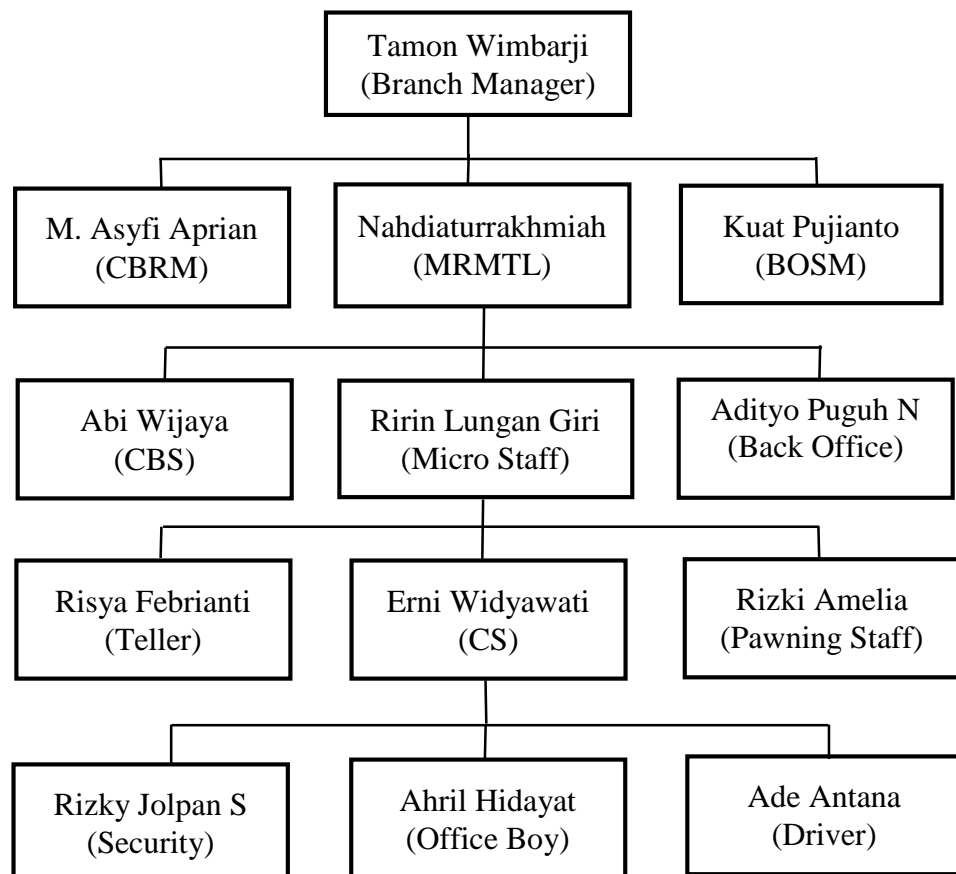 Tamon Wimbarji
(Branch Manager)
M. Asyfi Aprian
(CBRM)
Nahdiaturrakhmiah
(MRMTL)
Kuat Pujianto
(BOSM)
Abi Wijaya
(CBS)
Ririn Lungan Giri
(Micro Staff)
Adityo Puguh N
(Back Office)
Risya Febrianti
(Teller)
Erni Widyawati
(CS)
Rizki Amelia
(Pawning Staff)
Rizky Jolpan S
(Security)
Ahril Hidayat
(Office Boy)
Ade Antana
(Driver)